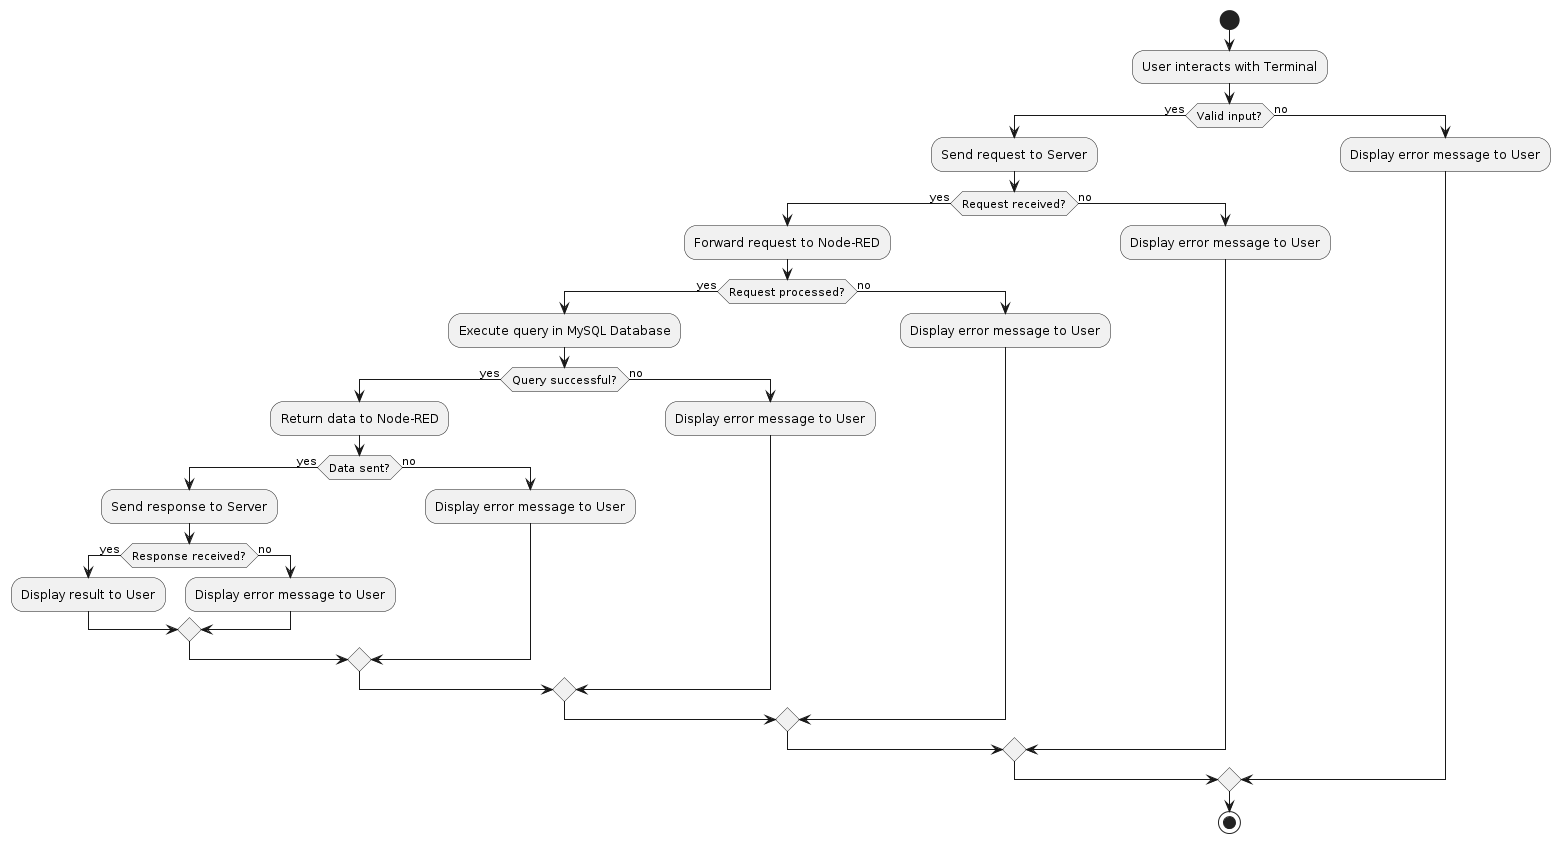 User interacts with Terminal
yes
Valid input?
no
Send request to Server
Display error message to User
yes
Request received?
no
Forward request to Node-RED
Display error message to User
yes
Request processed?
no
Execute query in MySQL Database
Display error message to User
yes
Query successful?
no
Return data to Node-RED
Display error message to User
yes
Data sent?
no
Send response to Server
Display error message to User
yes
Response received?
no
Display result to User
Display error message to User